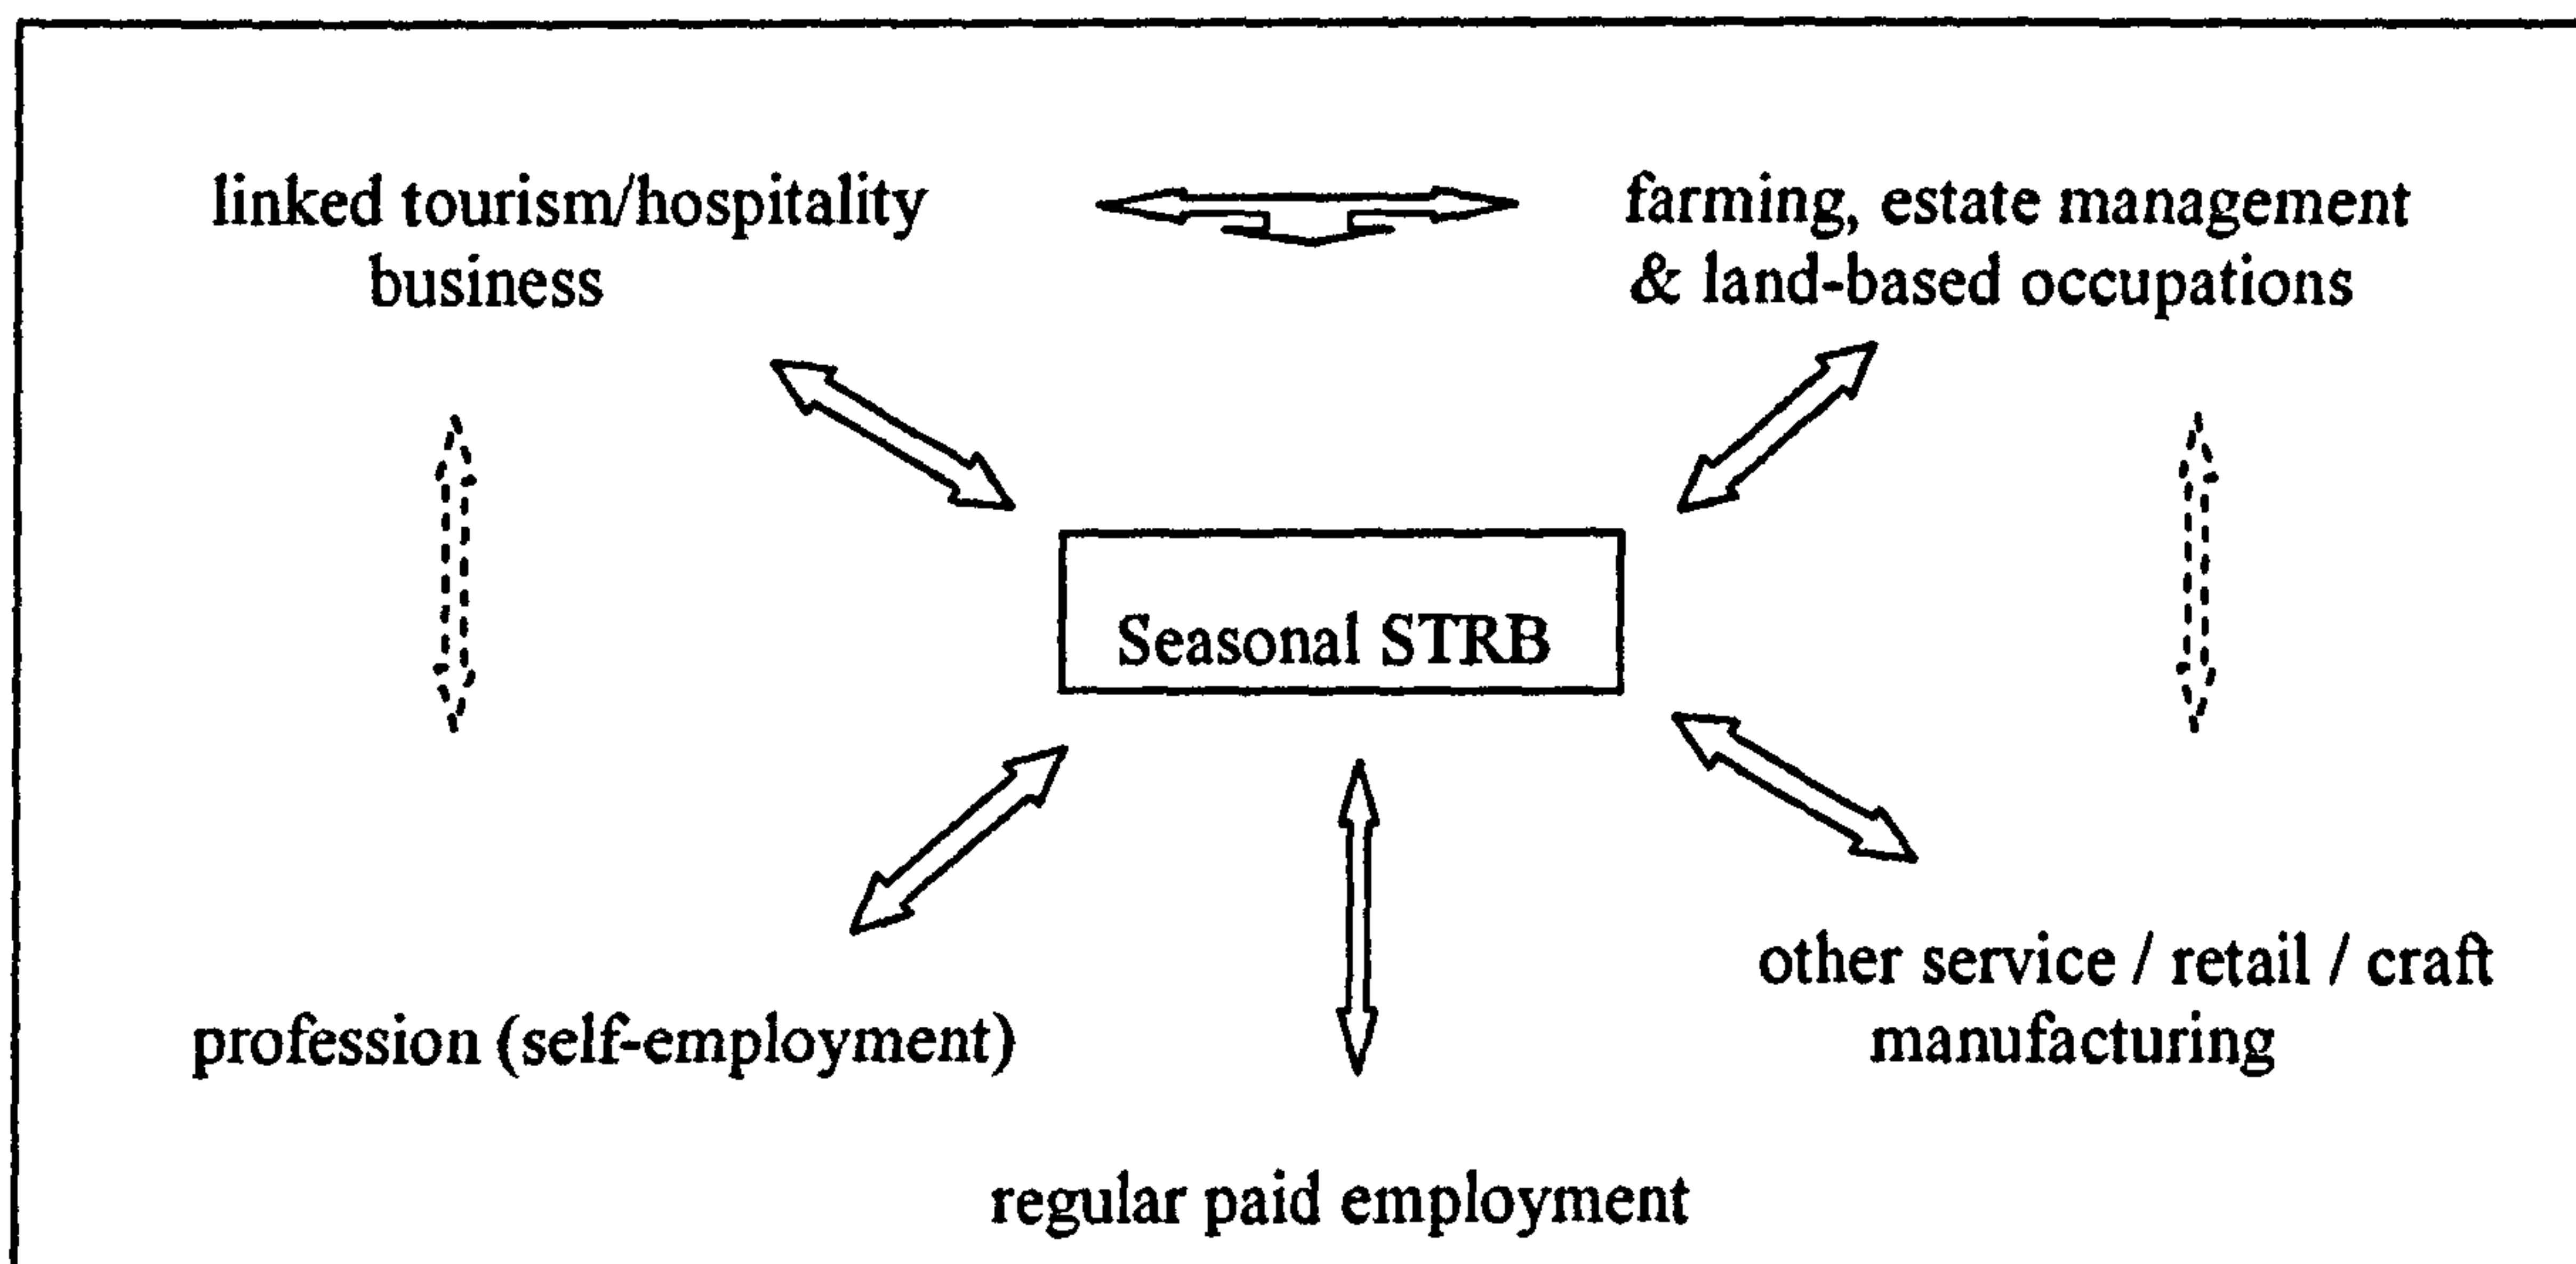 linked tourism/hospitality
business
farming, estate management
& land-based occupations
Seasonal STRB
other service / retail / craft
manufacturing
profession (self-employment)
regular paid employment